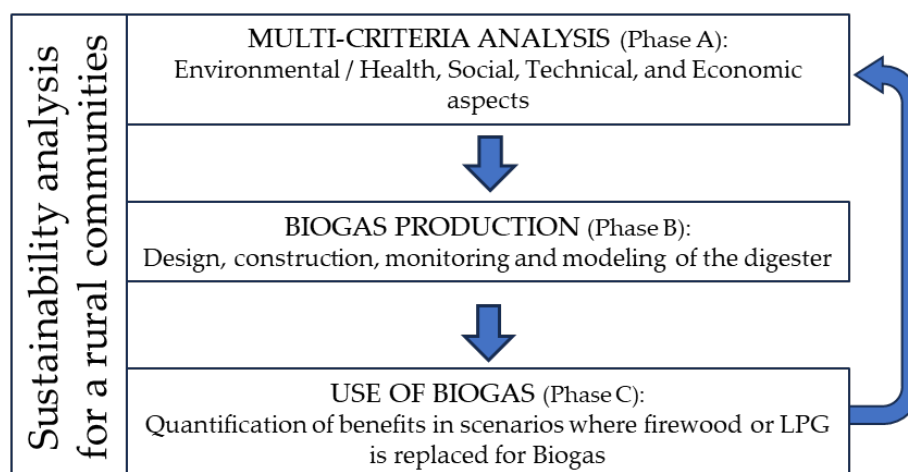 Sustainability analysis
for a rural communities
MULTI-CRITERIA ANALYSIS (Phase A):
Environmental / Health, Social, Technical, and Economic
aspects
BIOGAS PRODUCTION (Phase B):
Design, construction, monitoring and modeling of the digester
USE OF BIOGAS (Phase C):
Quantification of benefits in scenarios where firewood or LPG
is replaced for Biogas